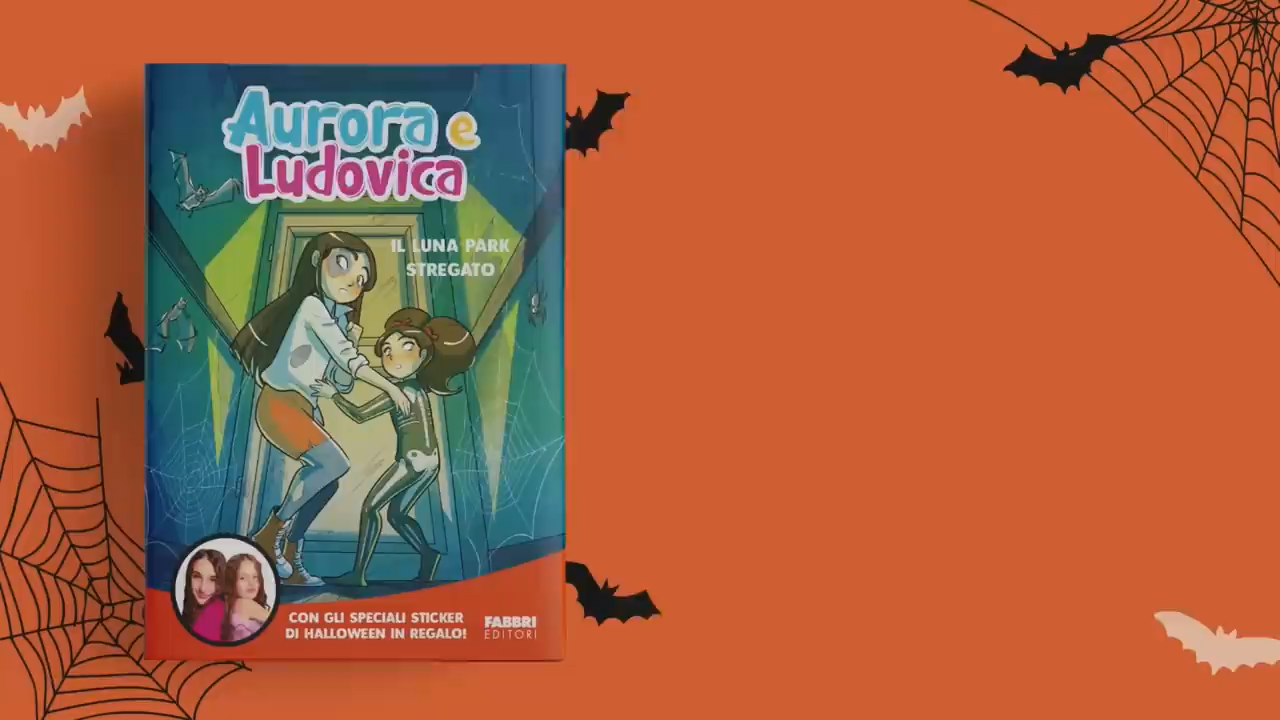 Aurora e
Ludovica
IL LUNA PARK
STREGATO
CON GLI SPECIALI STICKER
DI HALLOWEEN IN REGALO!
FABBRI
EDITORI